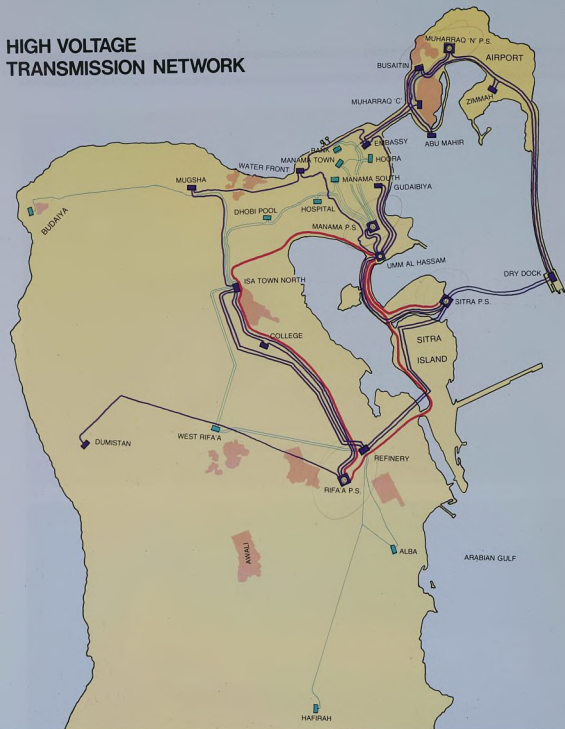 HIGH VOLTAGE
TRANSMISSION NETWORK
MUHARRAQ 'N' P.S.
AIRPORT
BUSAITIN
ZIMMAH
MUHARRAQ 'C'
ABU MAHIR
EMBASSY
BANK
HOORA
MANAMA TOWN
WATER FRONT
MANAMA SOUTH
MUGSHA
GUDAIBIYA
HOSPITAL
DHOBI POOL
BUDAIYA
MANAMA P.S.
UMM AL HASSAM
DRY DOCK
ISA TOWN NORTH
SITRA P.S.
SITRA
ISLAND
COLLEGE
WEST RIFA'A
DUMISTAN
REFINERY
RIFA'A P.S.
AWALI
ALBA
ARABIAN GULF
HAFIRAH